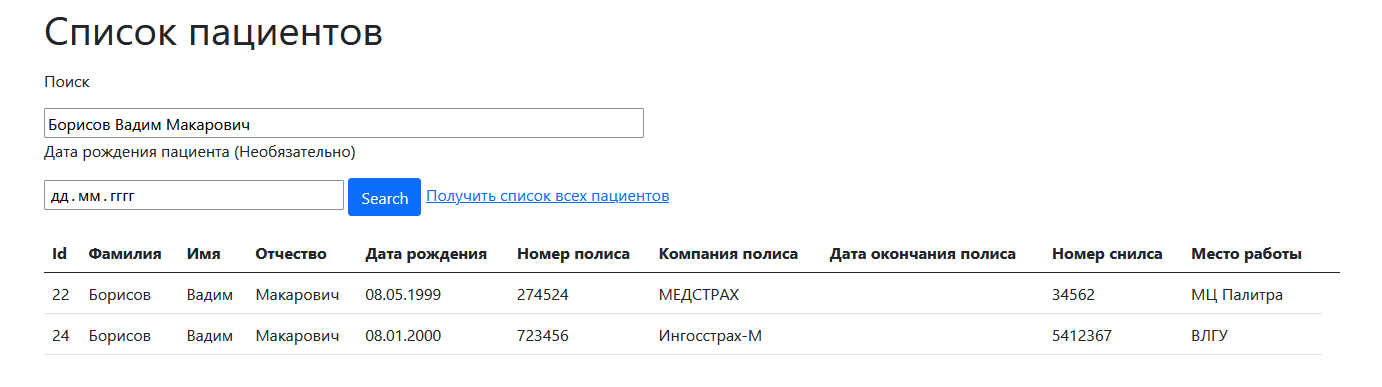 Список пациентов
Поиск
Борисов Вадим Макарович
Дата рождения пациента (Необязательно)
дд.мм.гггг Search Получить список всех пациентов
Id Фамилия Имя Отчество Дата рождения Номер полиса Компания полиса Дата окончания полиса Номер снилса Место работы
22 Борисов Вадим Макарович 08.05.1999 274524 МЕДСТРАХ 34562 МЦ Палитра
24 Борисов Вадим Макарович 08.01.2000 723456 Ингосстрах-М 5412367 ВЛГУ